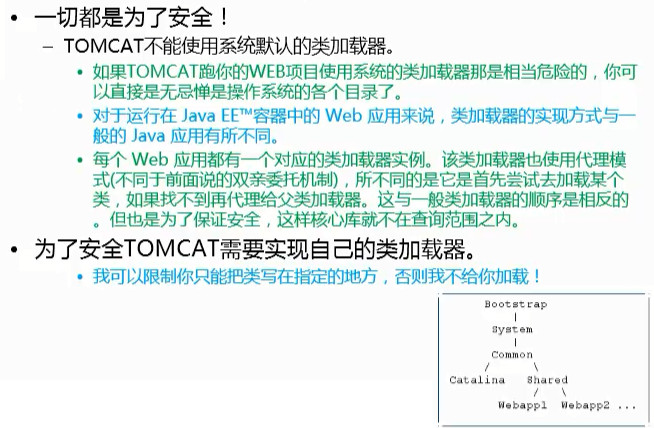 • 一切都是为了安全！
– TOMCAT不能使用系统默认的类加载器。
• 如果TOMCAT跑你的WEB项目使用系统的类加载器那是相当危险的，你可
以直接是无忌惮是操作系统的各个目录了。
• 对于运行在 Java EE™容器中的 Web 应用来说，类加载器的实现方式与一
般的 Java 应用有所不同。
• 每个 Web 应用都有一个对应的类加载器实例。该类加载器也使用代理模
式(不同于前面说的双亲委托机制)，所不同的是它是首先尝试去加载某个
类，如果找不到再代理给父类加载器。这与一般类加载器的顺序是相反的
。但也是为了保证安全，这样核心库就不在查询范围之内。
• 为了安全TOMCAT需要实现自己的类加载器。
• 我可以限制你只能把类写在指定的地方，否则我不给你加载！
Bootstrap
|
System
|
Common
/ \
Catalina Shared
/ \
Webapp1 Webapp2 ...